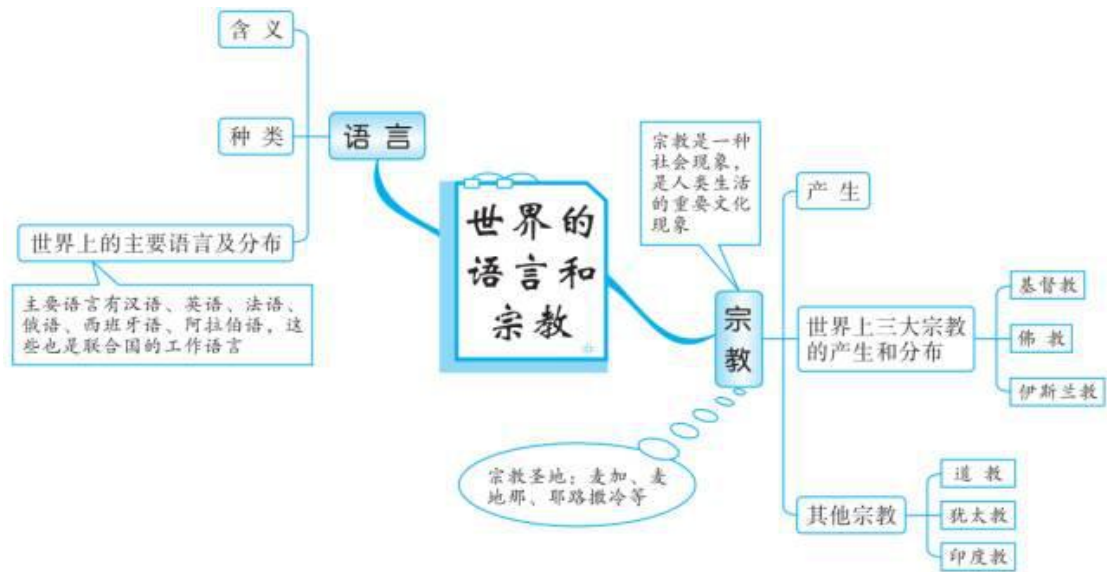 世界的
语言和
宗教
语言
含义
种类
世界上的主要语言及分布
主要语言有汉语、英语、法语、
俄语、西班牙语、阿拉伯语，这
些也是联合国的工作语言
宗
教
宗教是一种
社会现象，
是人类生活
的重要文化
现象
产生
世界上三大宗教
的产生和分布
基督教
佛教
伊斯兰教
其他宗教
道教
犹太教
印度教
宗教圣地：麦加、麦
地那、耶路撒冷等